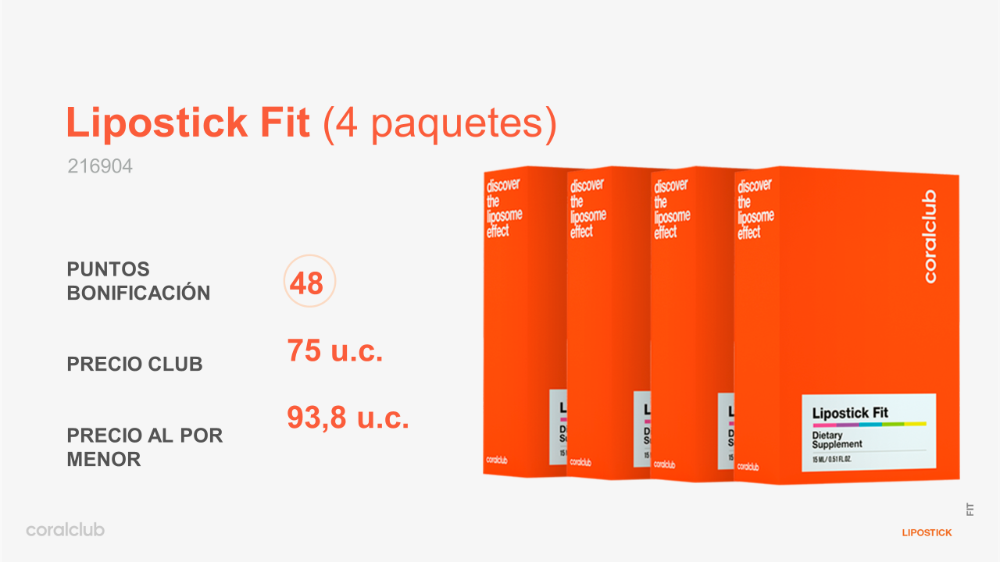 Lipostick Fit (4 paquetes)
216904
PUNTOS
BONIFICACIÓN
48
PRECIO CLUB
75 u.c.
PRECIO AL POR
MENOR
93,8 u.c.
discover
the
liposome
effect
coralclub
discover
the
liposome
effect
coralclub
discover
the
liposome
effect
coralclub
discover
the
liposome
effect
coralclub
coralclub
Lipostick Fit
Dietary
Supplement
15 ML/ 0.51 FL.OZ.
coralclub
LIPOSTICK
FIT